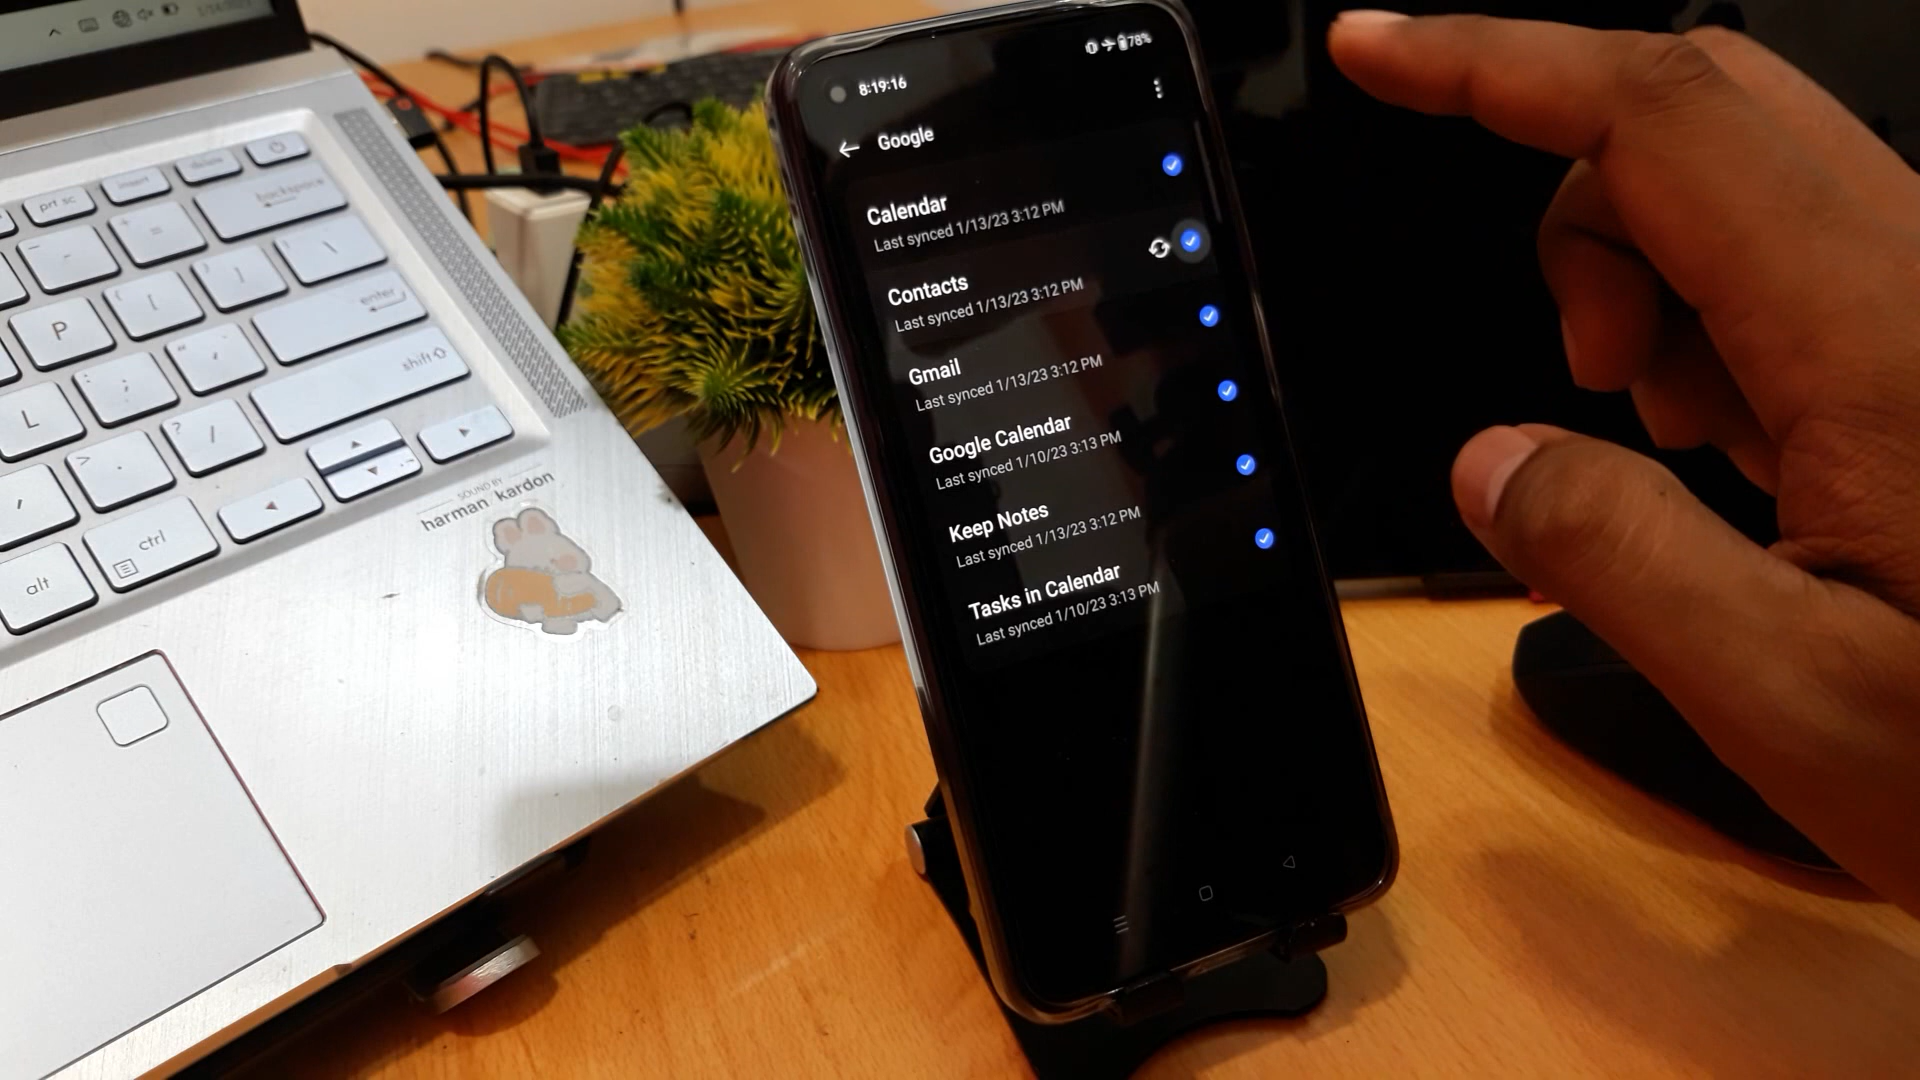 8:19:16
78%
Google
Calendar
Last synced 1/13/23 3:12 PM
Contacts
Last synced 1/13/23 3:12 PM
Gmail
Last synced 1/13/23 3:12 PM
Google Calendar
Last synced 1/10/23 3:13 PM
Keep Notes
Last synced 1/13/23 3:12 PM
Tasks in Calendar
Last synced 1/10/23 3:13 PM
prt sc
insert
delete
backspace
- + =
P { [ } ] | \
enter
L : ; " '
shift
> . ? /
,
alt
ctrl
SOUND BY
harman / kardon